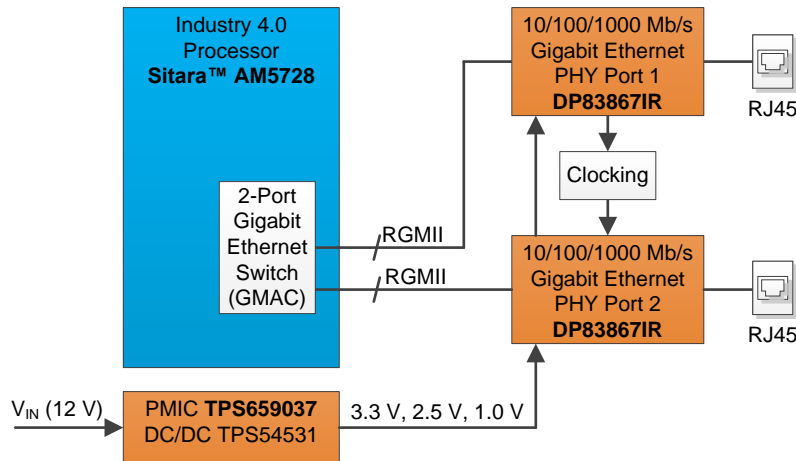 Industry 4.0
Processor
Sitara™ AM5728
2-Port
Gigabit
Ethernet
Switch
(GMAC)
RGMII
RGMII
10/100/1000 Mb/s
Gigabit Ethernet
PHY Port 1
DP83867IR
RJ45
Clocking
10/100/1000 Mb/s
Gigabit Ethernet
PHY Port 2
DP83867IR
RJ45
VIN (12 V)
PMIC TPS659037
DC/DC TPS54531
3.3 V, 2.5 V, 1.0 V